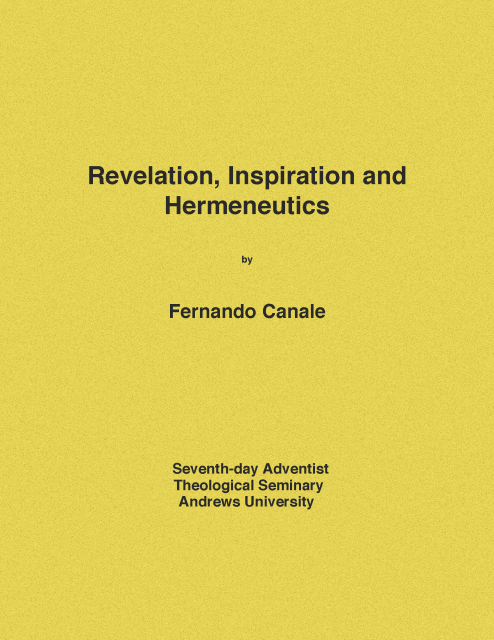 Revelation, Inspiration and
Hermeneutics
by
Fernando Canale
Seventh-day Adventist
Theological Seminary
Andrews University